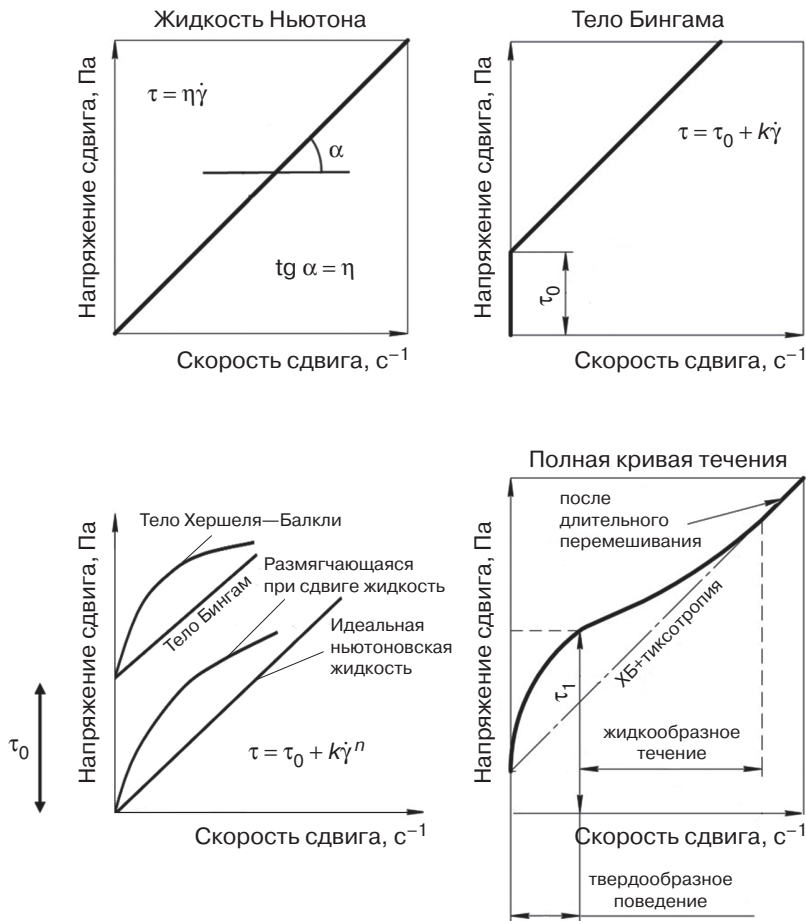 Жидкость Ньютона
Напряжение сдвига, Па
τ = ηγ̇
α
tg α = η
Скорость сдвига, с⁻¹
Тело Бингама
Напряжение сдвига, Па
τ = τ₀ + kγ̇
τ₀
Скорость сдвига, с⁻¹
Тело Хершеля—Балкли
Напряжение сдвига, Па
Размягчающаяся
при сдвиге жидкость
Тело Бингам
Идеальная
ньютоновская
жидкость
τ₀
τ = τ₀ + kγ̇ⁿ
Скорость сдвига, с⁻¹
Полная кривая течения
Напряжение сдвига, Па
после
длительного
перемешивания
ХБ+тиксотропия
τ₁
жидкообразное
течение
Скорость сдвига, с⁻¹
твердообразное
поведение